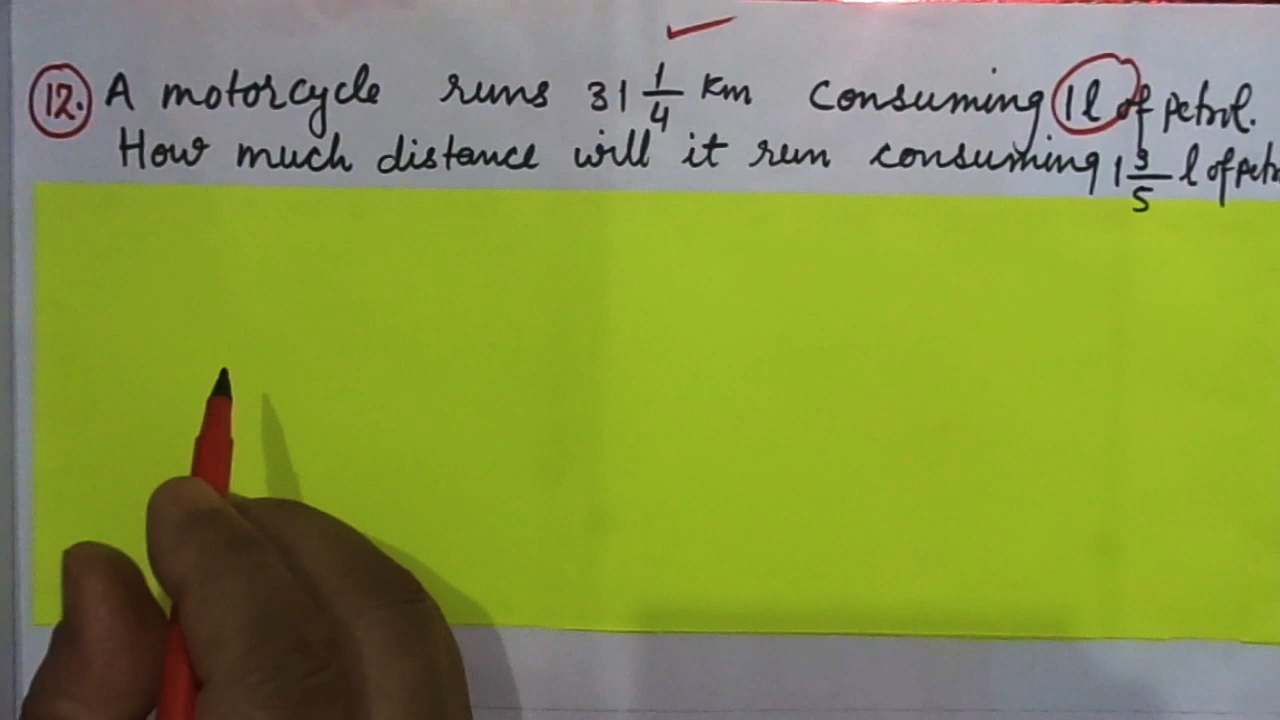 12. A motorcycle runs 31 1/4 km consuming 1l of petrol.
How much distance will it run consuming 1 3/5 l of